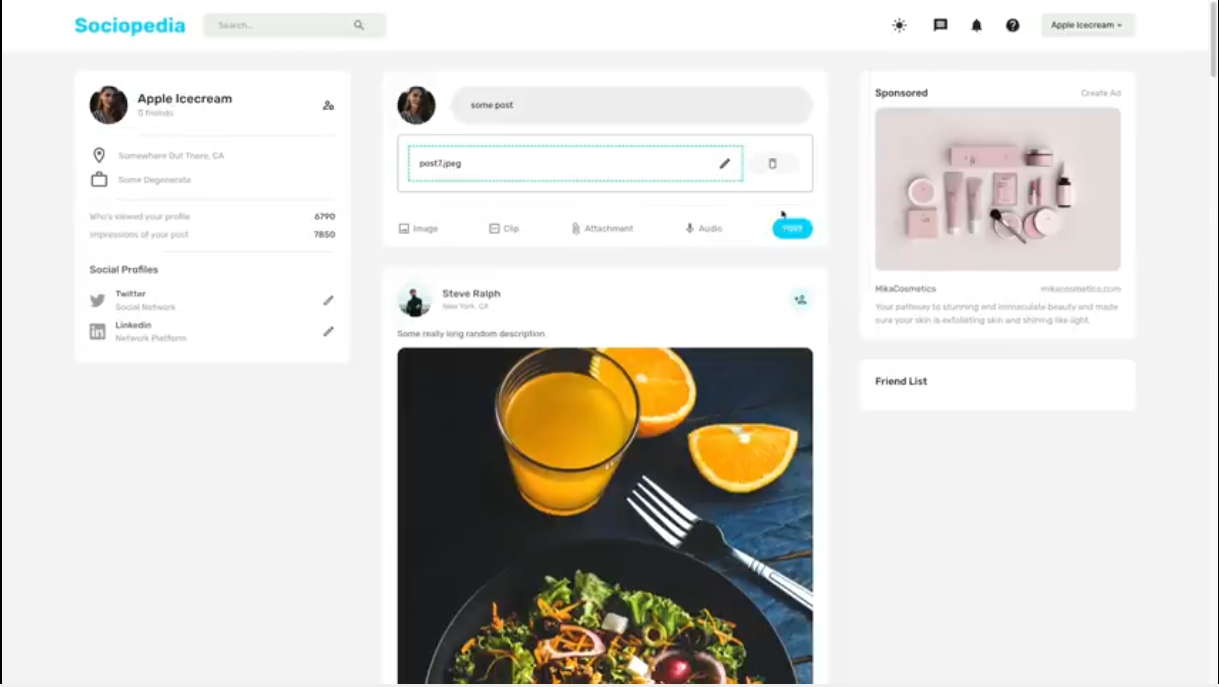 Sociopedia
Search...
Apple Icecream
Apple Icecream
0 friends
Somewhere Out There, CA
Some Degenerate
Who's viewed your profile 6790
Impressions of your post 7850
Social Profiles
Twitter
Social Network
Linkedin
Network Platform
some post
post7.jpeg
Image Clip Attachment Audio POST
Steve Ralph
New York, CA
Some really long random description.
Sponsored Create Ad
MikaCosmetics mikacosmetics.com
Your pathway to stunning and immaculate beauty and made
sure your skin is exfoliating skin and shining like light.
Friend List